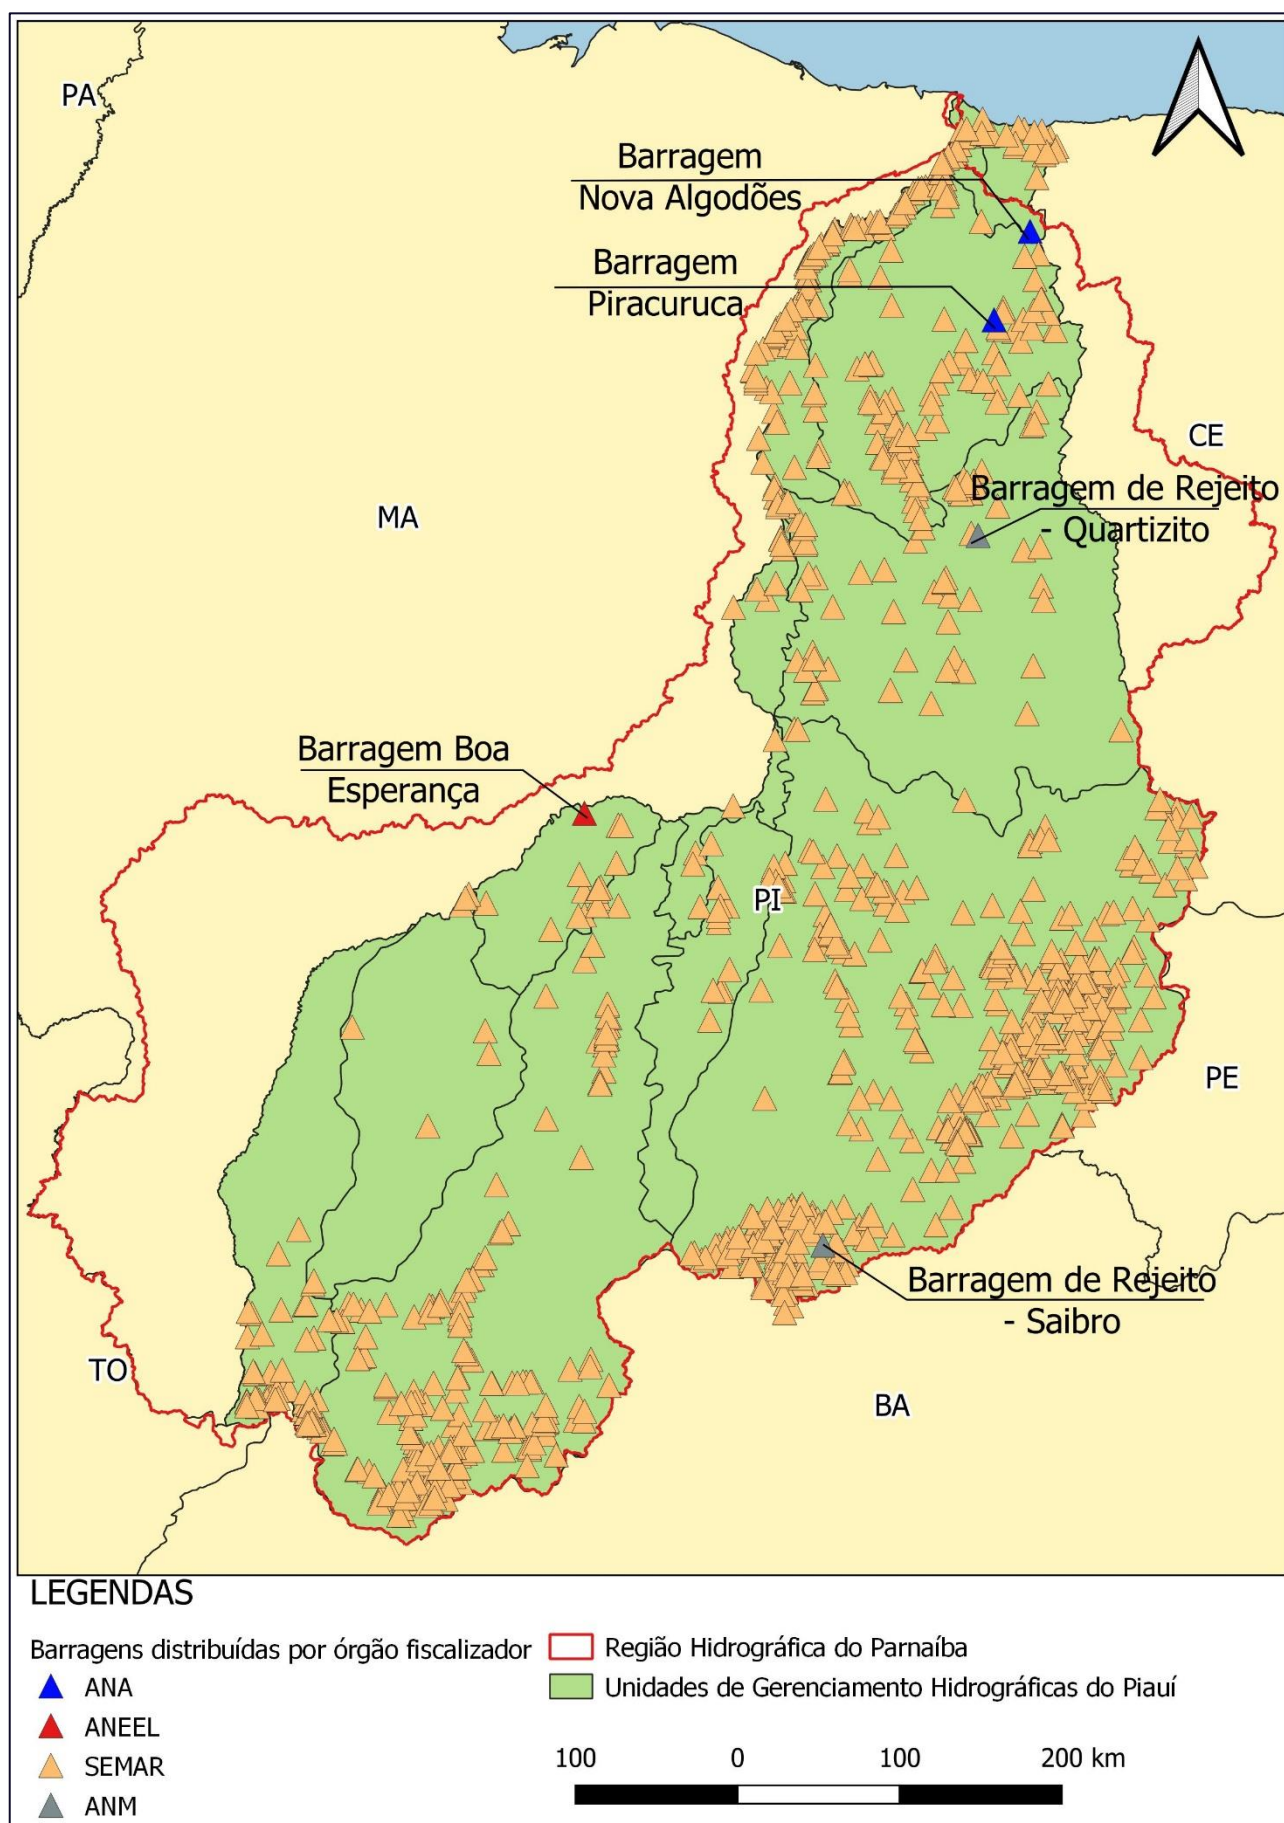 PA
Barragem
Nova Algodões
Barragem
Piracuruca
CE
Barragem de Rejeito
- Quartizito
MA
Barragem Boa
Esperança
PI
PE
Barragem de Rejeito
- Saibro
TO
BA
LEGENDAS
Barragens distribuídas por órgão fiscalizador
ANA
ANEEL
SEMAR
ANM
Região Hidrográfica do Parnaíba
Unidades de Gerenciamento Hidrográficas do Piauí
100 0 100 200 km